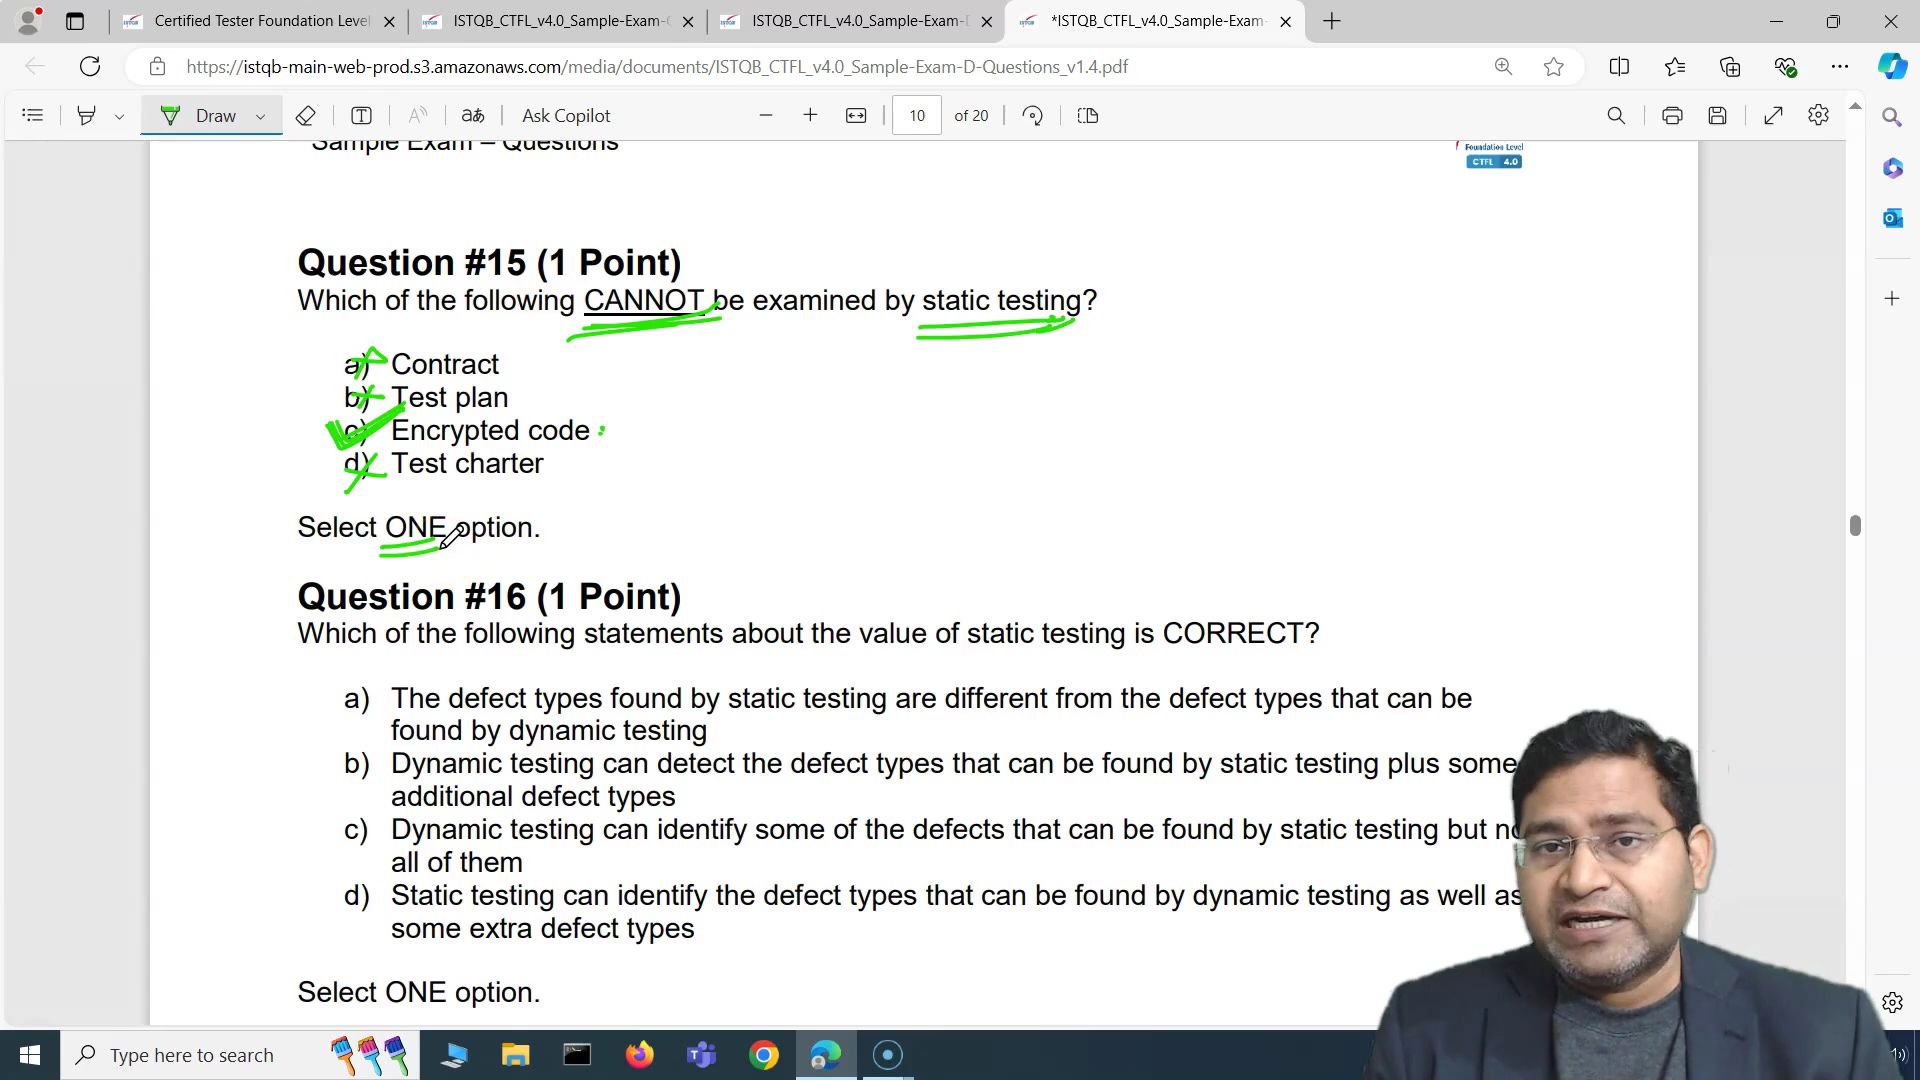 Certified Tester Foundation Level
ISTQB_CTFL_v4.0_Sample-Exam-
ISTQB_CTFL_v4.0_Sample-Exam-
*ISTQB_CTFL_v4.0_Sample-Exam-
https://istqb-main-web-prod.s3.amazonaws.com/media/documents/ISTQB_CTFL_v4.0_Sample-Exam-D-Questions_v1.4.pdf
Draw
Ask Copilot
10 of 20
Sample Exam – Questions
Foundation Level
CTFL 4.0
Question #15 (1 Point)
Which of the following CANNOT be examined by static testing?
a) Contract
b) Test plan
c) Encrypted code
d) Test charter
Select ONE option.
Question #16 (1 Point)
Which of the following statements about the value of static testing is CORRECT?
a) The defect types found by static testing are different from the defect types that can be
found by dynamic testing
b) Dynamic testing can detect the defect types that can be found by static testing plus some
additional defect types
c) Dynamic testing can identify some of the defects that can be found by static testing but
all of them
d) Static testing can identify the defect types that can be found by dynamic testing as well as
some extra defect types
Select ONE option.
Type here to search